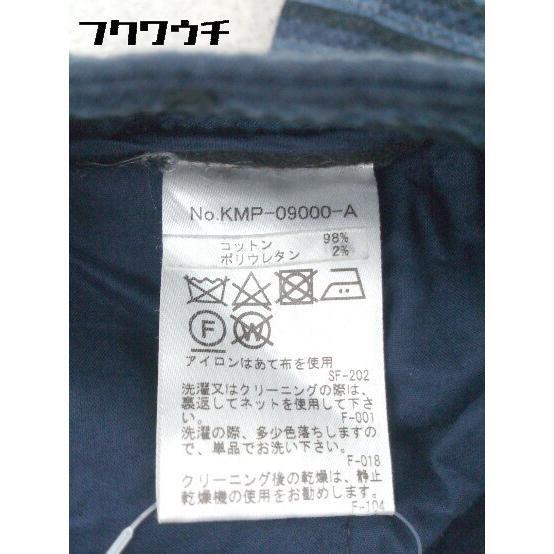 フクワウチ
No.KMP-09000-A
コットン 98%
ポリウレタン 2%
F W
アイロンはあて布を使用
SF-202
洗濯又はクリーニングの際は、
裏返してネットを使用して下さ
い。 F-001
洗濯の際、多少色落ちしますの
で、単品でお洗い下さい。
F-018
クリーニング後の乾燥は、静止
乾燥機の使用をお勧めします。
F-104